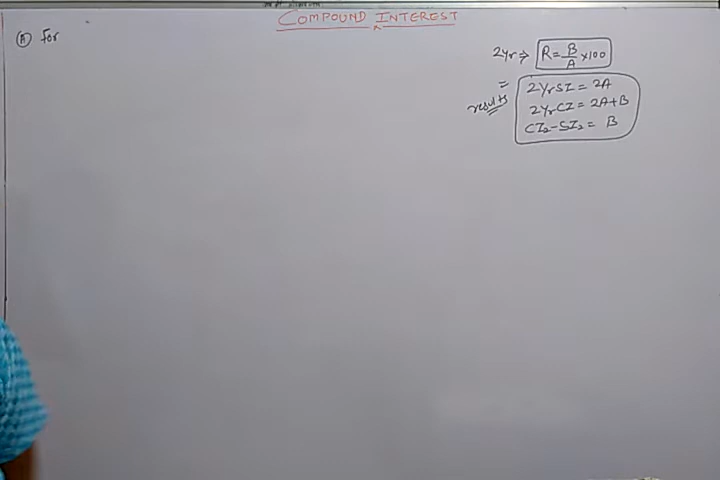 COMPOUND INTEREST
Ⓐ For
2yr ⇒ R = B/A × 100
=
results
2Yr SI = 2A
2Yr CI = 2A + B
CI₂ - SI₂ = B